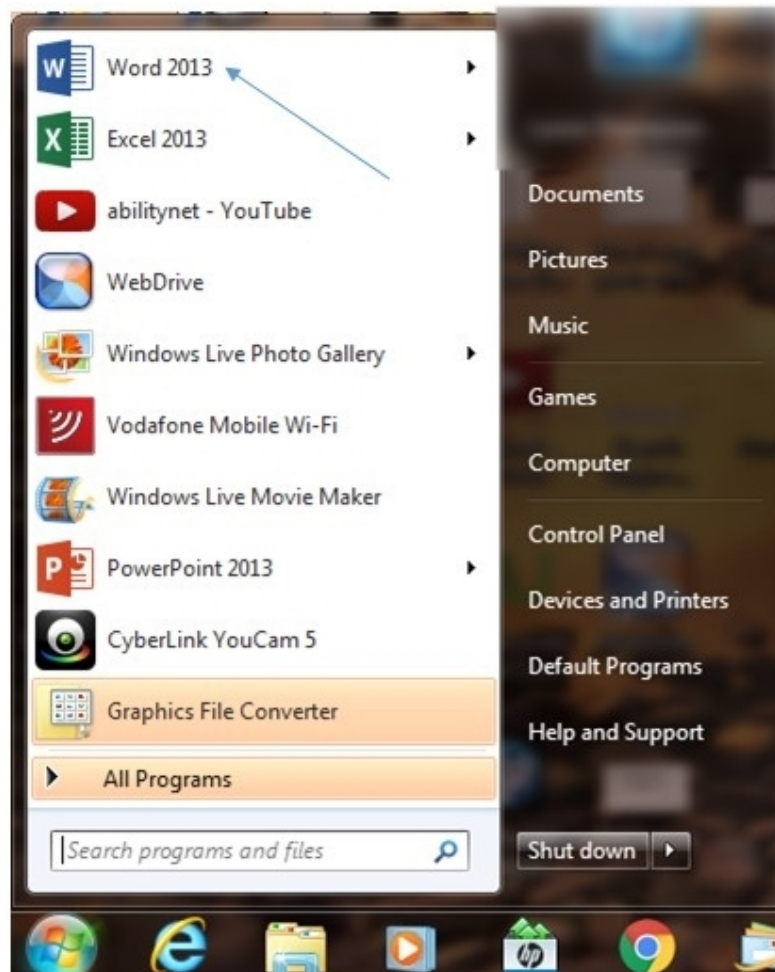 Word 2013
Excel 2013
abilitynet - YouTube
WebDrive
Windows Live Photo Gallery
Vodafone Mobile Wi-Fi
Windows Live Movie Maker
PowerPoint 2013
CyberLink YouCam 5
Graphics File Converter
All Programs
Search programs and files
Documents
Pictures
Music
Games
Computer
Control Panel
Devices and Printers
Default Programs
Help and Support
Shut down
hp